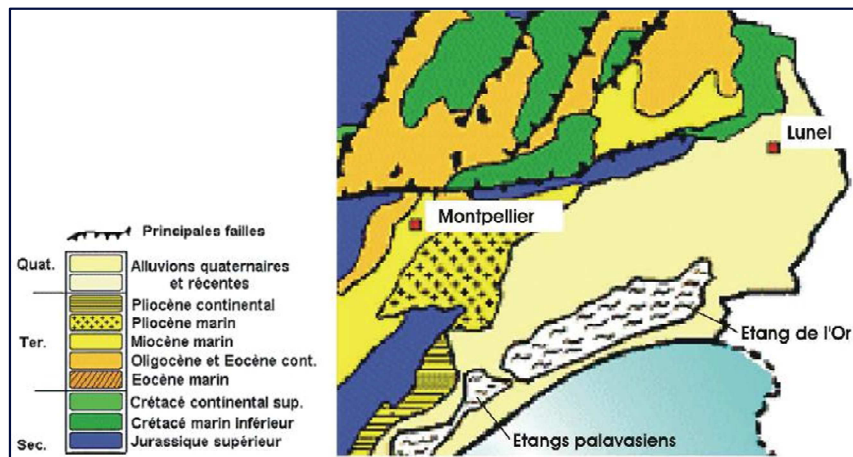 Lunel
Montpellier
Principales failles
Quat.
Alluvions quaternaires
et récentes
Pliocène continental
Pliocène marin
Ter.
Miocène marin
Oligocène et Eocène cont.
Eocène marin
Crétacé continental sup.
Crétacé marin inférieur
Sec.
Jurassique supérieur
Etang de l'Or
Etangs palavasiens